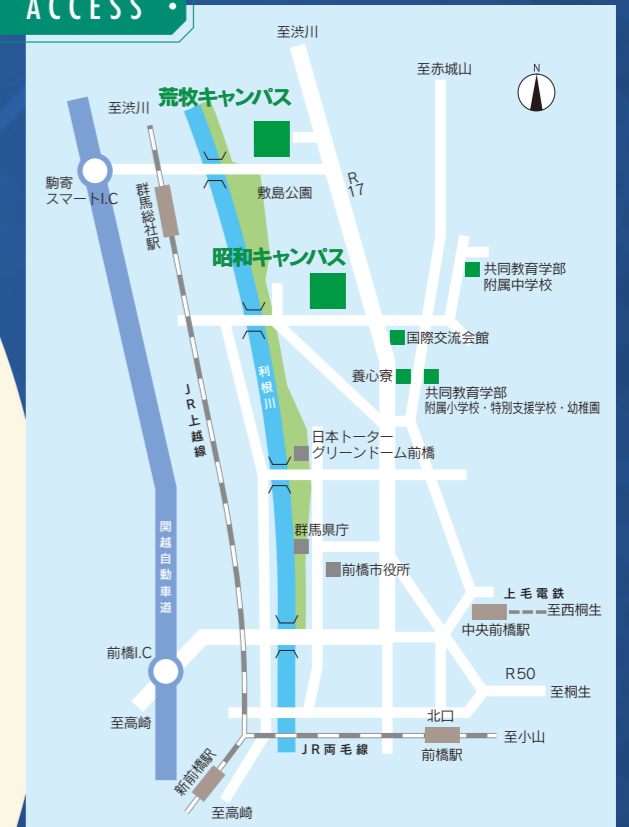 ACCESS
至渋川
至赤城山
N
荒牧キャンパス
至渋川
R
17
駒寄
スマートI.C
群馬総社駅
敷島公園
昭和キャンパス
共同教育学部
附属中学校
国際交流会館
利根川
養心寮
共同教育学部
附属小学校・特別支援学校・幼稚園
JR上越線
日本トーター
グリーンドーム前橋
関越自動車道
群馬県庁
前橋市役所
上毛電鉄
至西桐生
中央前橋駅
前橋I.C
R50
至桐生
至高崎
北口
至小山
JR両毛線
前橋駅
新前橋駅
至高崎